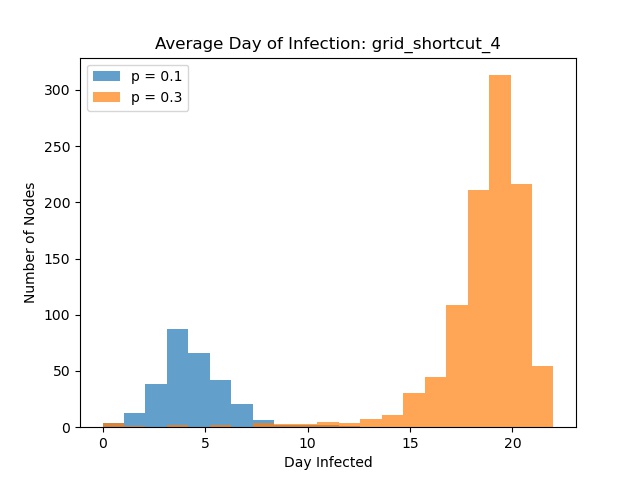 Average Day of Infection: grid_shortcut_4
p = 0.1
p = 0.3
Number of Nodes
300
250
200
150
100
50
0
0 5 10 15 20
Day Infected